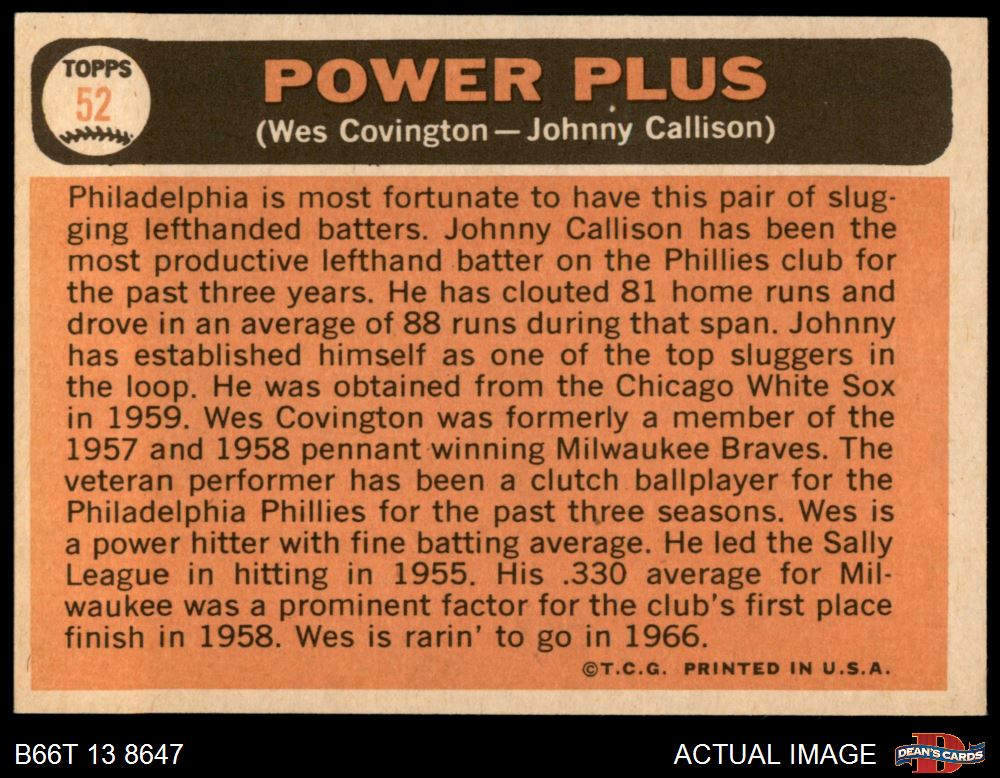 TOPPS
52
POWER PLUS
(Wes Covington—Johnny Callison)
Philadelphia is most fortunate to have this pair of slug-
ging lefthanded batters. Johnny Callison has been the
most productive lefthand batter on the Phillies club for
the past three years. He has clouted 81 home runs and
drove in an average of 88 runs during that span. Johnny
has established himself as one of the top sluggers in
the loop. He was obtained from the Chicago White Sox
in 1959. Wes Covington was formerly a member of the
1957 and 1958 pennant winning Milwaukee Braves. The
veteran performer has been a clutch ballplayer for the
Philadelphia Phillies for the past three seasons. Wes is
a power hitter with fine batting average. He led the Sally
League in hitting in 1955. His .330 average for Mil-
waukee was a prominent factor for the club's first place
finish in 1958. Wes is rarin' to go in 1966.
©T.C.G. PRINTED IN U.S.A.
B66T 13 8647
ACTUAL IMAGE
D
DEAN'S CARDS